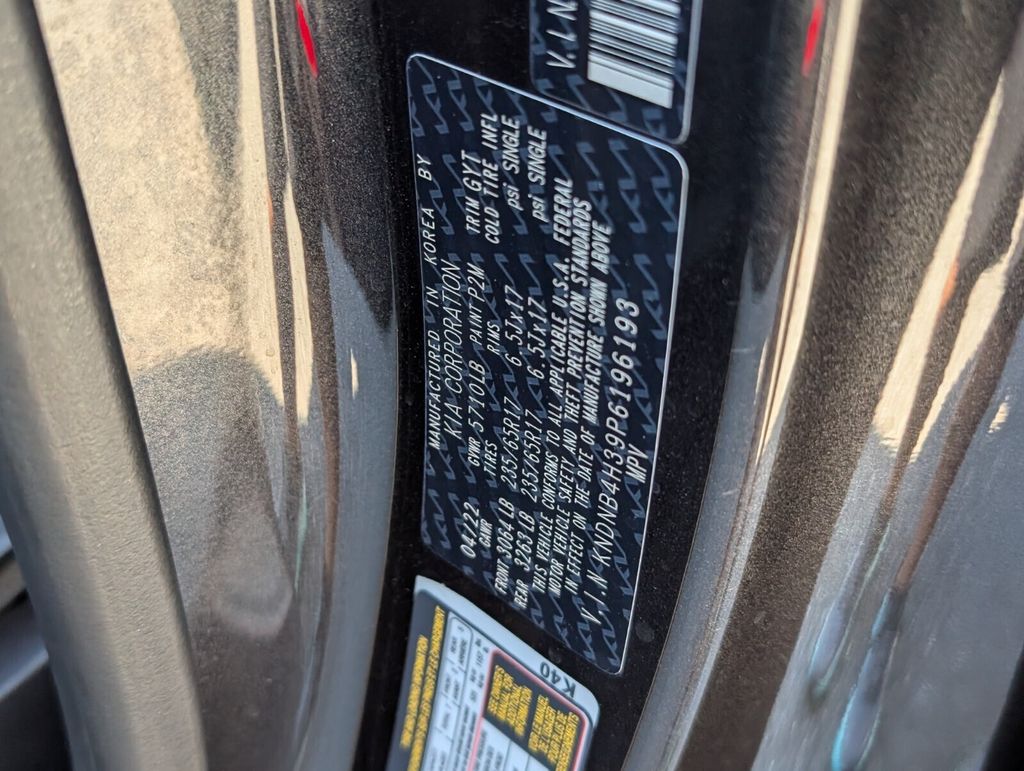 MANUFACTURED IN KOREA BY
KIA CORPORATION
04/22 GVWR 5710LB PAINT P2M TRIM GYT
GAWR TIRES RIMS COLD TIRE INFL
FRONT 3064LB 235/65R17 6.5Jx17 psi SINGLE
REAR 3263LB 235/65R17 6.5Jx17 psi SINGLE
THIS VEHICLE CONFORMS TO ALL APPLICABLE U.S.A. FEDERAL
MOTOR VEHICLE SAFETY AND THEFT PREVENTION STANDARDS
IN EFFECT ON THE DATE OF MANUFACTURE SHOWN ABOVE
V.I.N KNDNB4H39P6196193
MPV
V.I.N
K40